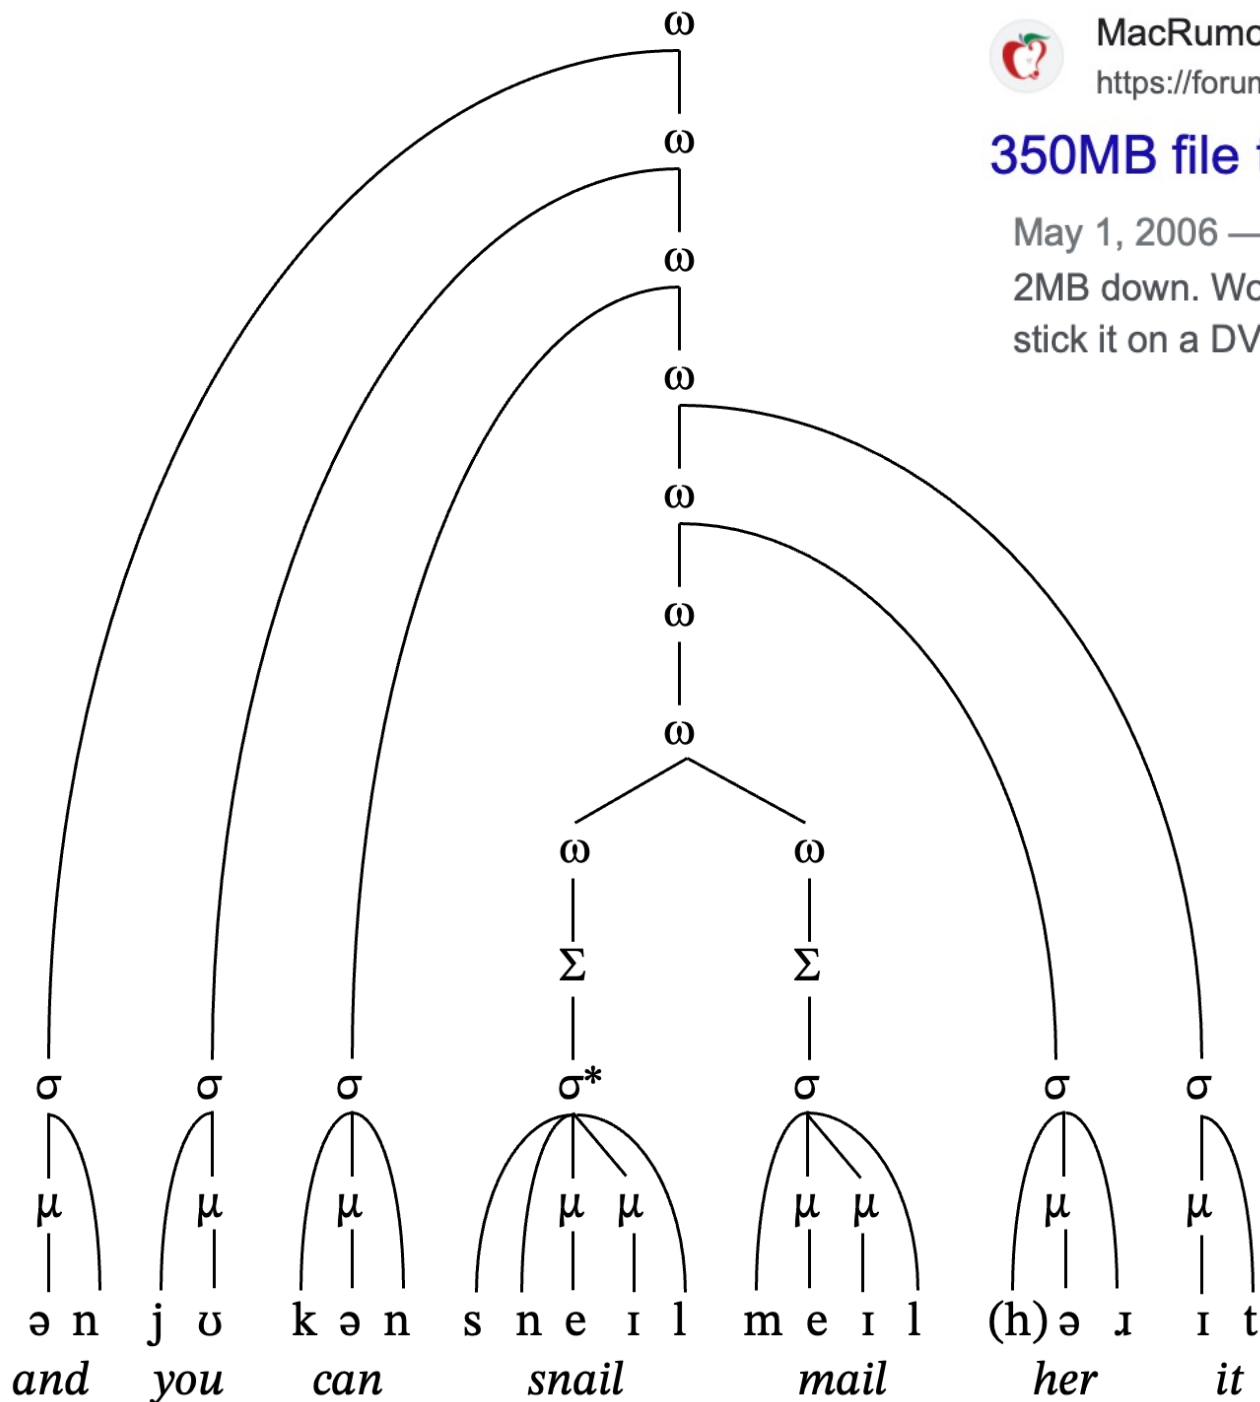 ω
MacRumo
https://forum
ω
350MB file
May 1, 2006 —
ω
2MB down. Wo
stick it on a DV
ω
ω
ω
ω
ω ω
Σ Σ
σ σ σ σ* σ σ σ
μ μ μ μ μ μ μ μ μ
ə n j ʊ k ə n s n e ɪ l m e ɪ l (h) ə ɹ ɪ t
and you can snail mail her it